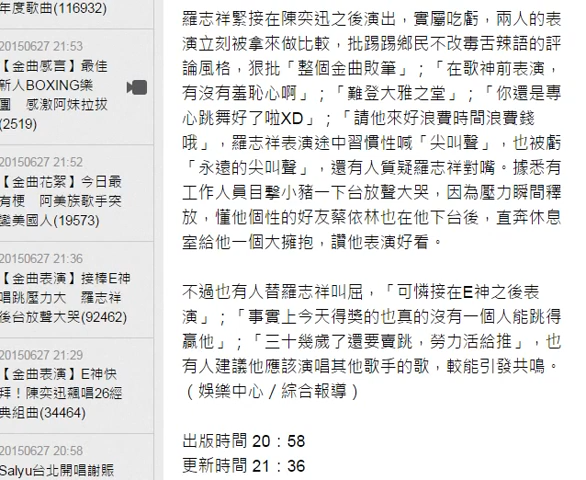 年度歌曲(116932)
20150627 21:53
【金曲感言】最佳
新人BOXING樂
團　感激阿妹拉拔
(2519)
20150627 21:52
【金曲花絮】今日最
有梗　阿美族歌手突
變美國人(19573)
20150627 21:36
【金曲表演】接棒E神
唱跳壓力大　羅志祥
後台放聲大哭(92462)
20150627 21:29
【金曲表演】E神快
拜！陳奕迅飆唱26經
典組曲(34464)
20150627 20:58
Salyu台北開唱謝賑
羅志祥緊接在陳奕迅之後演出，實屬吃虧，兩人的表
演立刻被拿來做比較，批踢踢鄉民不改毒舌辣語的評
論風格，狠批「整個金曲敗筆」；「在歌神前表演，
有沒有羞恥心啊」；「難登大雅之堂」；「你還是專
心跳舞好了啦XD」；「請他來好浪費時間浪費錢
哦」，羅志祥表演途中習慣性喊「尖叫聲」，也被虧
「永遠的尖叫聲」，還有人質疑羅志祥對嘴。據悉有
工作人員目擊小豬一下台放聲大哭，因為壓力瞬間釋
放，懂他個性的好友蔡依林也在他下台後，直奔休息
室給他一個大擁抱，讚他表演好看。
不過也有人替羅志祥叫屈，「可憐接在E神之後表
演」；「事實上今天得獎的也真的沒有一個人能跳得
贏他」；「三十幾歲了還要賣跳，勞力活給推」，也
有人建議他應該演唱其他歌手的歌，較能引發共鳴。
（娛樂中心／綜合報導）
出版時間 20：58
更新時間 21：36